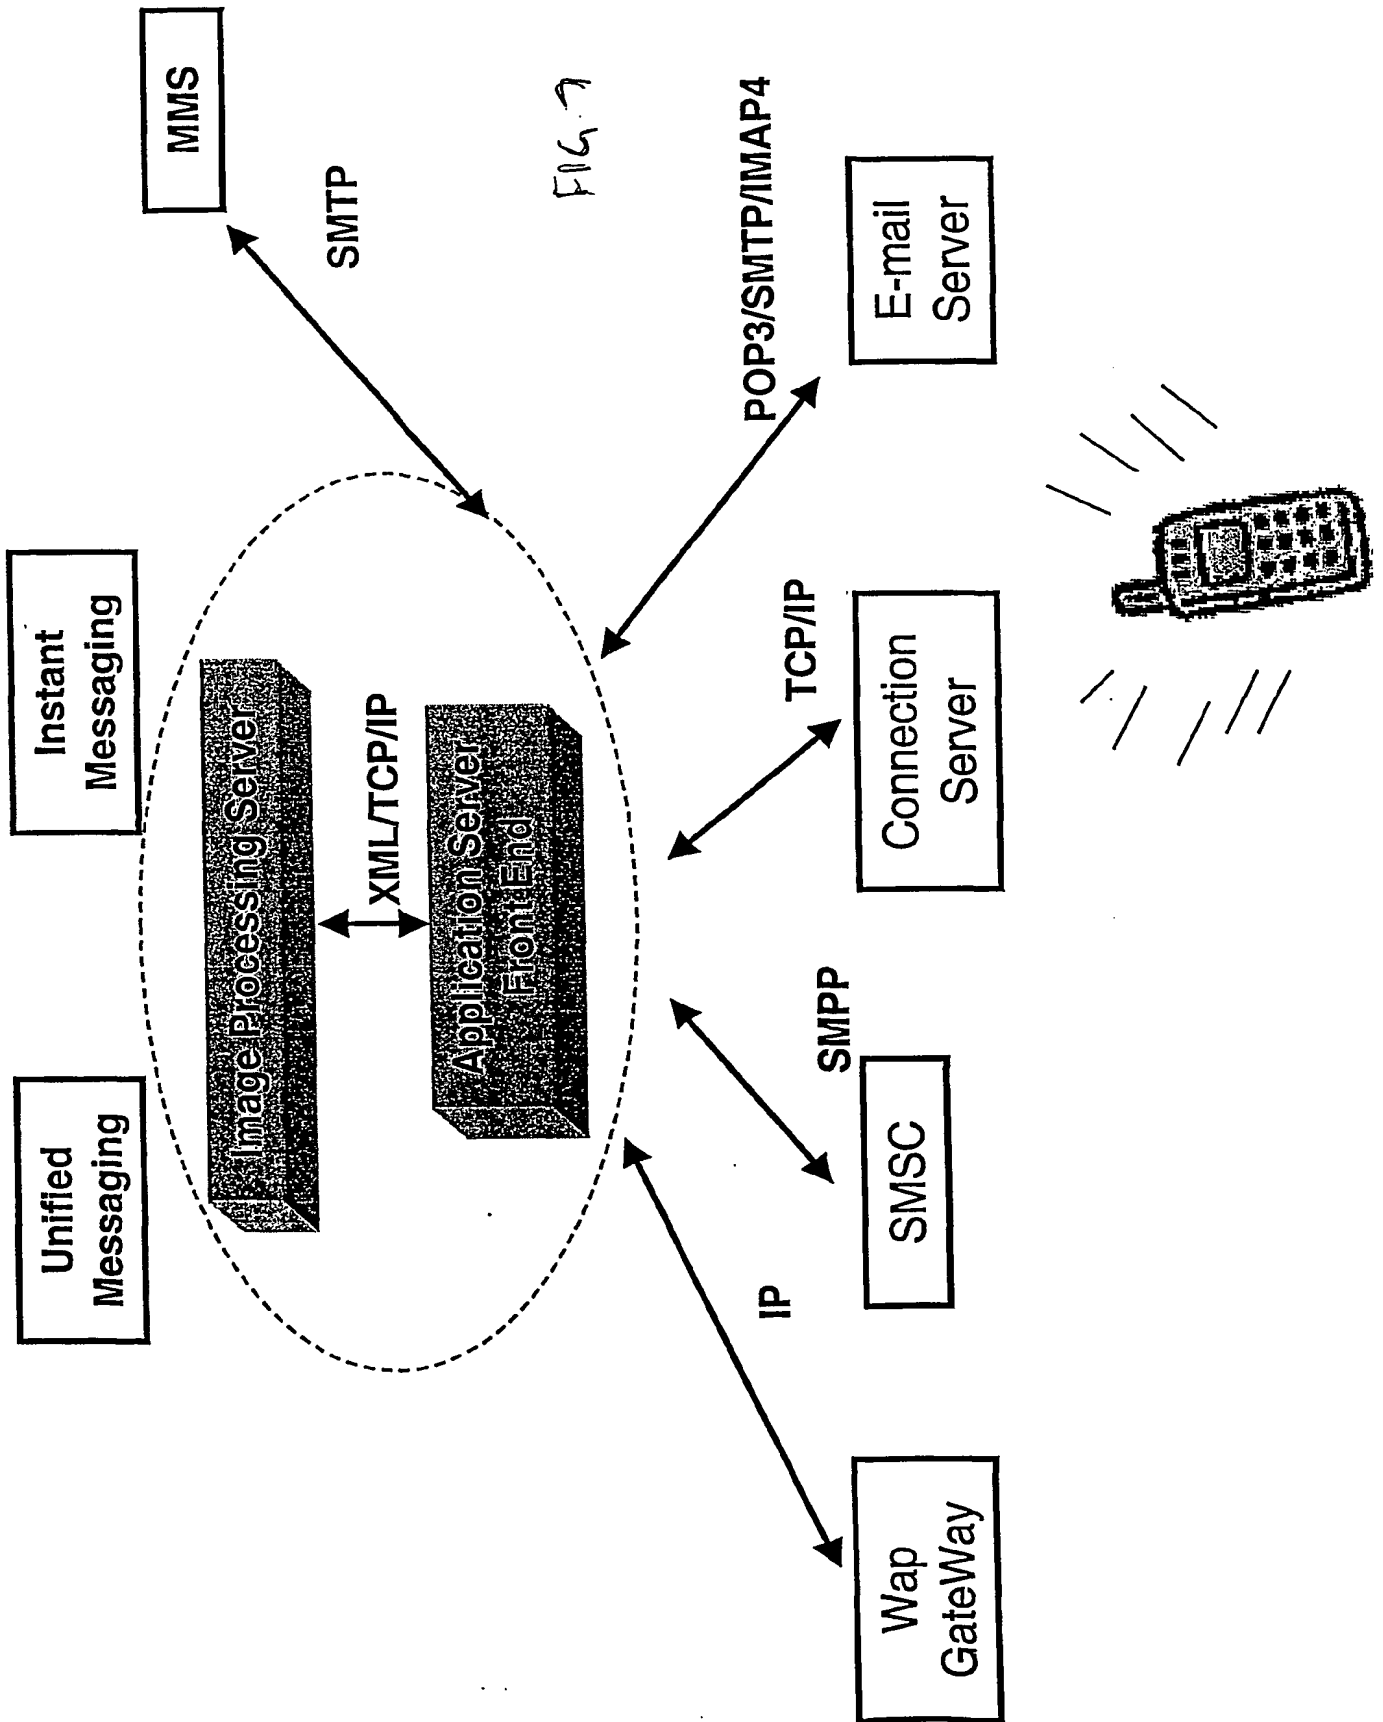 Unified
Messaging
Instant
Messaging
MMS
Image Processing Server
SMTP
XML/TCP/IP
Application Server
Front End
FIG. 7
IP
SMPP
TCP/IP
POP3/SMTP/IMAP4
Wap
GateWay
SMSC
Connection
Server
E-mail
Server